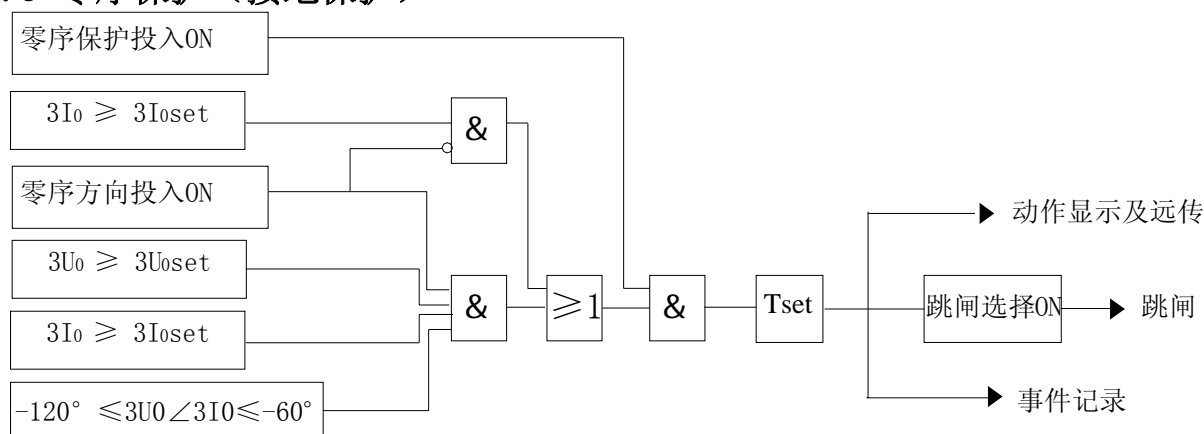 零序保护投入ON
3I0 ≥ 3I0set
&
零序方向投入ON
动作显示及远传
3U0 ≥ 3U0set
&
≥1
&
Tset
跳闸选择ON
跳闸
3I0 ≥ 3I0set
-120° ≤3U0∠3I0≤-60°
事件记录